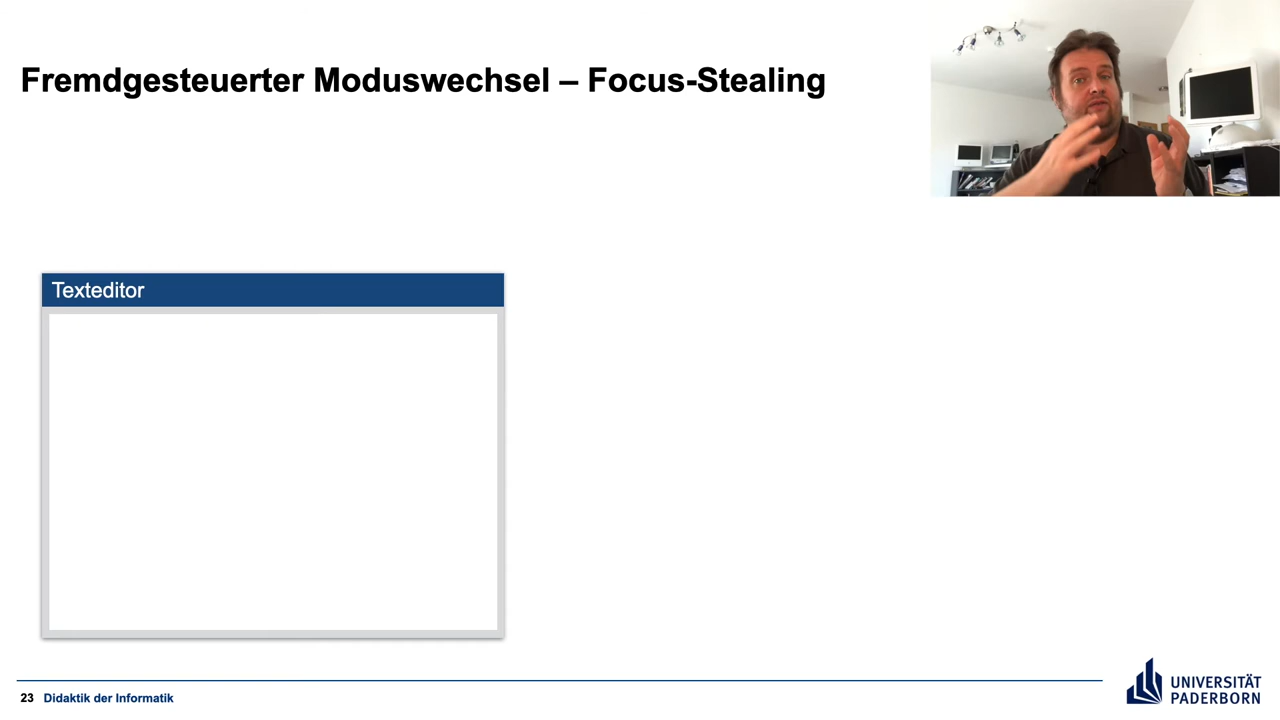 Fremdgesteuerter Moduswechsel – Focus-Stealing
Texteditor
23 Didaktik der Informatik
UNIVERSITÄT
PADERBORN